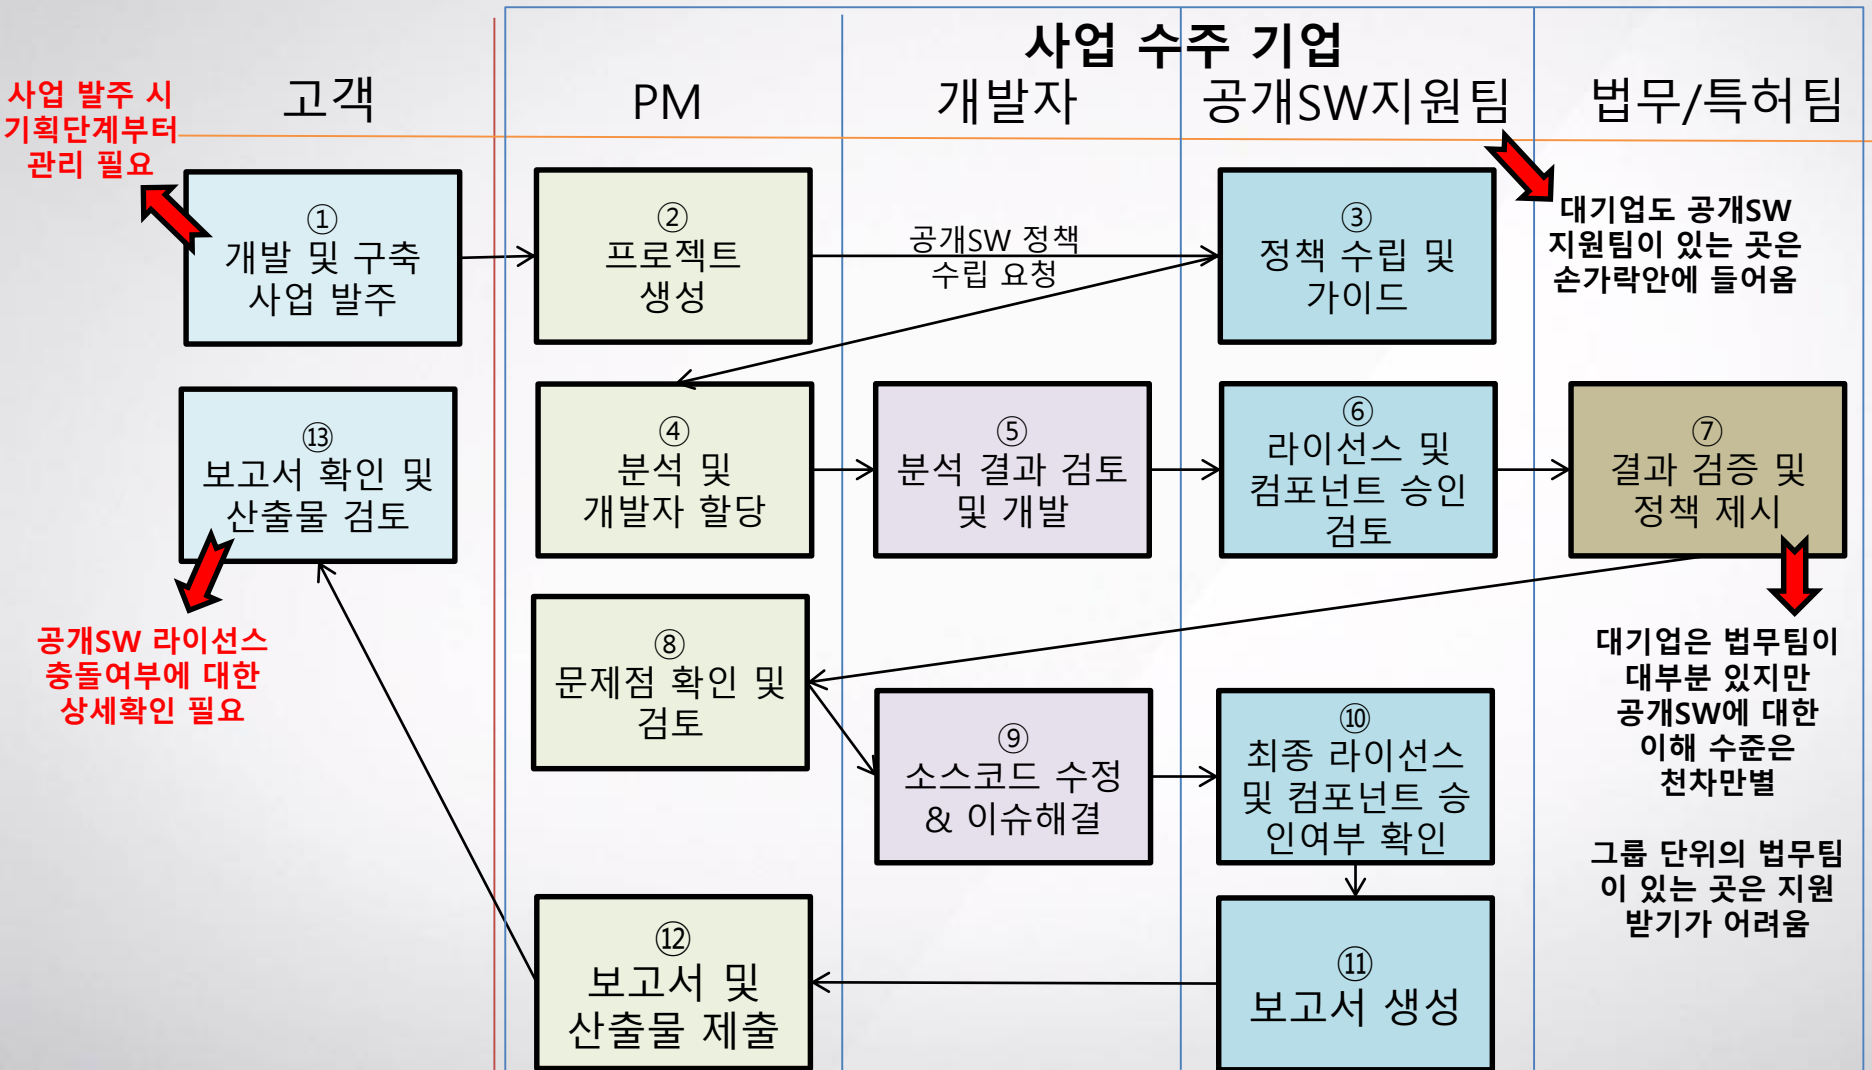 사업 수주 기업
고객
PM
개발자
공개SW지원팀
법무/특허팀
사업 발주 시
기획단계부터
관리 필요
①
개발 및 구축
사업 발주
②
프로젝트
생성
공개SW 정책
수립 요청
③
정책 수립 및
가이드
대기업도 공개SW
지원팀이 있는 곳은
손가락안에 들어옴
⑬
보고서 확인 및
산출물 검토
④
분석 및
개발자 할당
⑤
분석 결과 검토
및 개발
⑥
라이선스 및
컴포넌트 승인
검토
⑦
결과 검증 및
정책 제시
공개SW 라이선스
충돌여부에 대한
상세확인 필요
⑧
문제점 확인 및
검토
⑨
소스코드 수정
& 이슈해결
⑩
최종 라이선스
및 컴포넌트 승
인여부 확인
대기업은 법무팀이
대부분 있지만
공개SW에 대한
이해 수준은
천차만별
그룹 단위의 법무팀
이 있는 곳은 지원
받기가 어려움
⑫
보고서 및
산출물 제출
⑪
보고서 생성